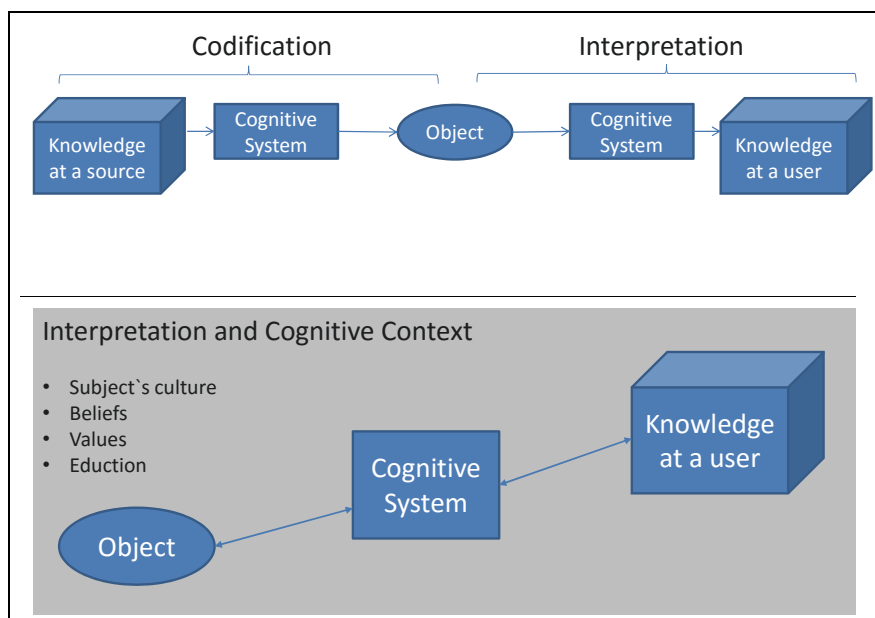 Codification
Interpretation
Knowledge
at a source
Cognitive
System
Object
Cognitive
System
Knowledge
at a user
Interpretation and Cognitive Context
• Subject`s culture
• Beliefs
• Values
• Eduction
Object
Cognitive
System
Knowledge
at a user